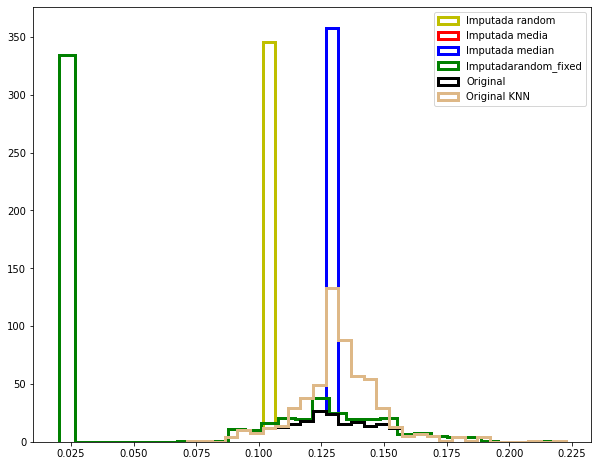 Imputada random
Imputada media
Imputada median
Imputadarandom_fixed
Original
Original KNN
350
300
250
200
150
100
50
0
0.025 0.050 0.075 0.100 0.125 0.150 0.175 0.200 0.225